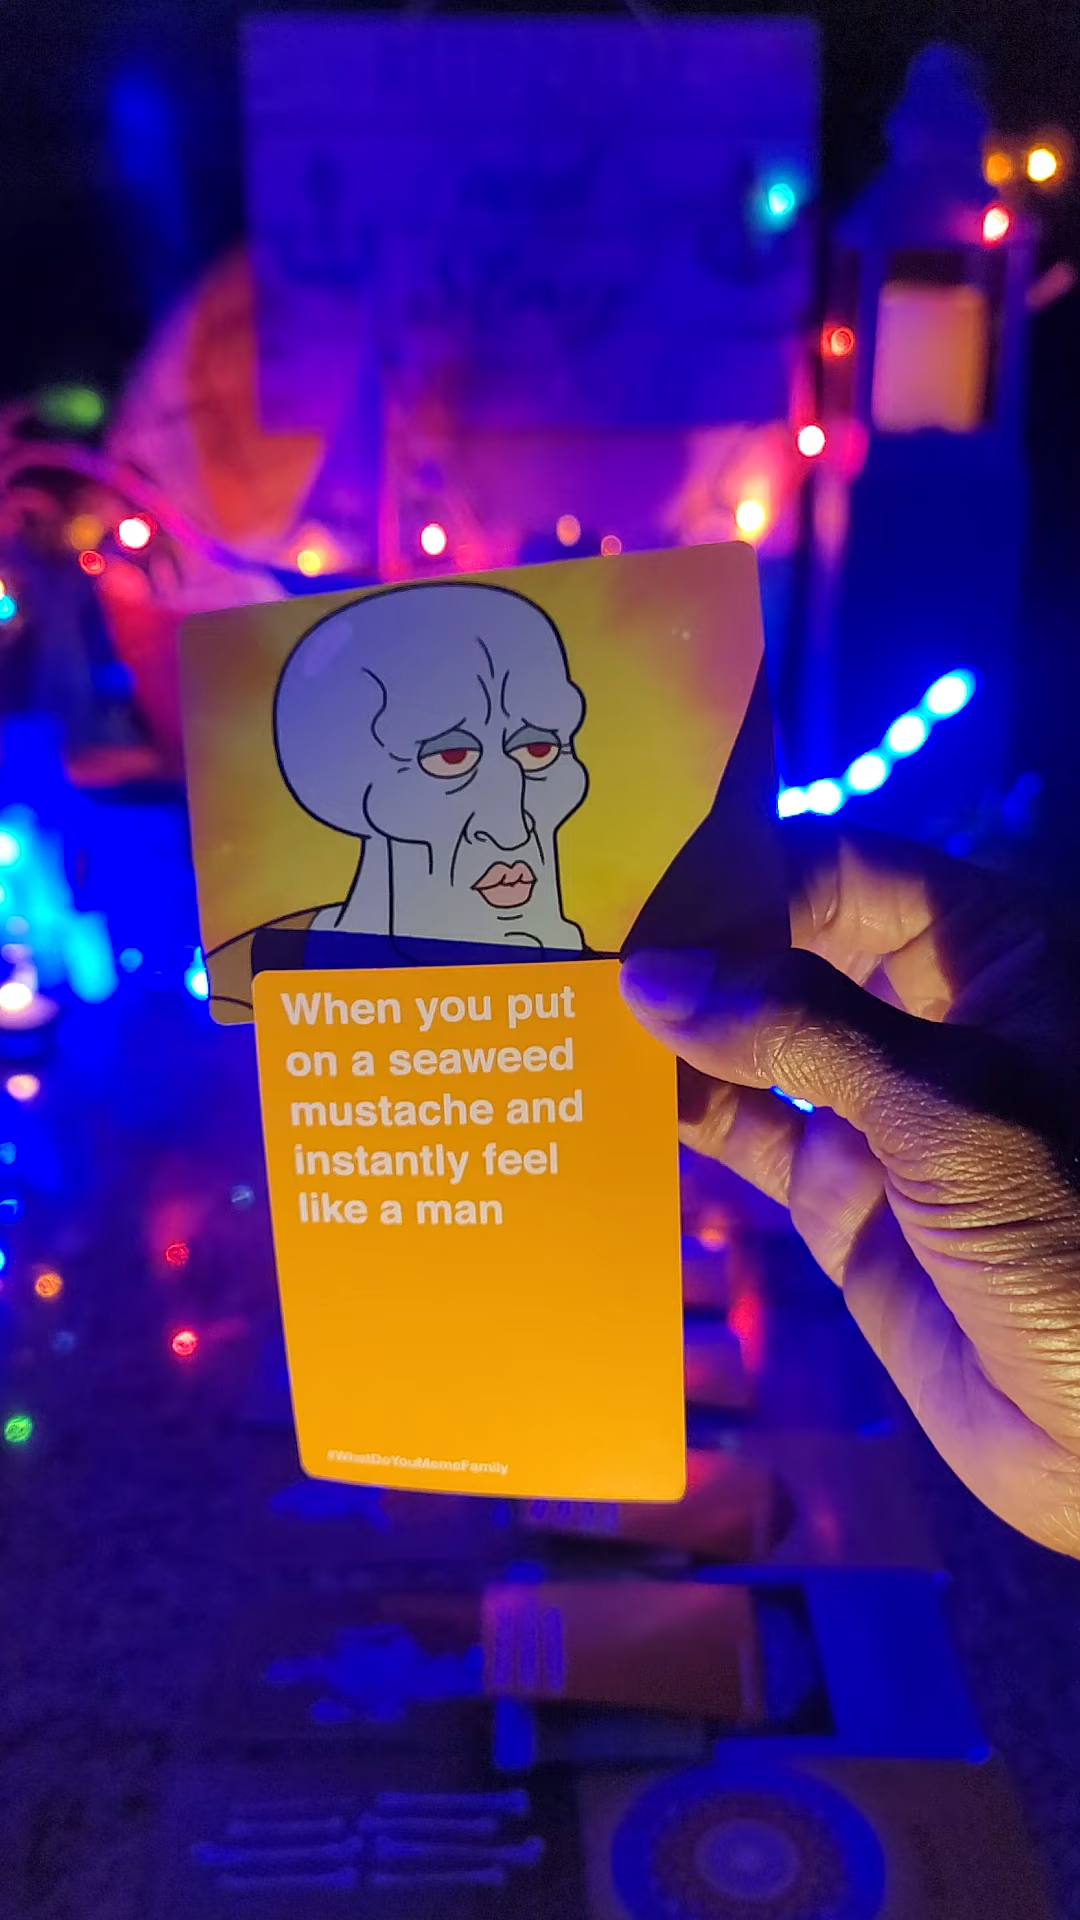 When you put
on a seaweed
mustache and
instantly feel
like a man
#WhatDoYouMemeFamily